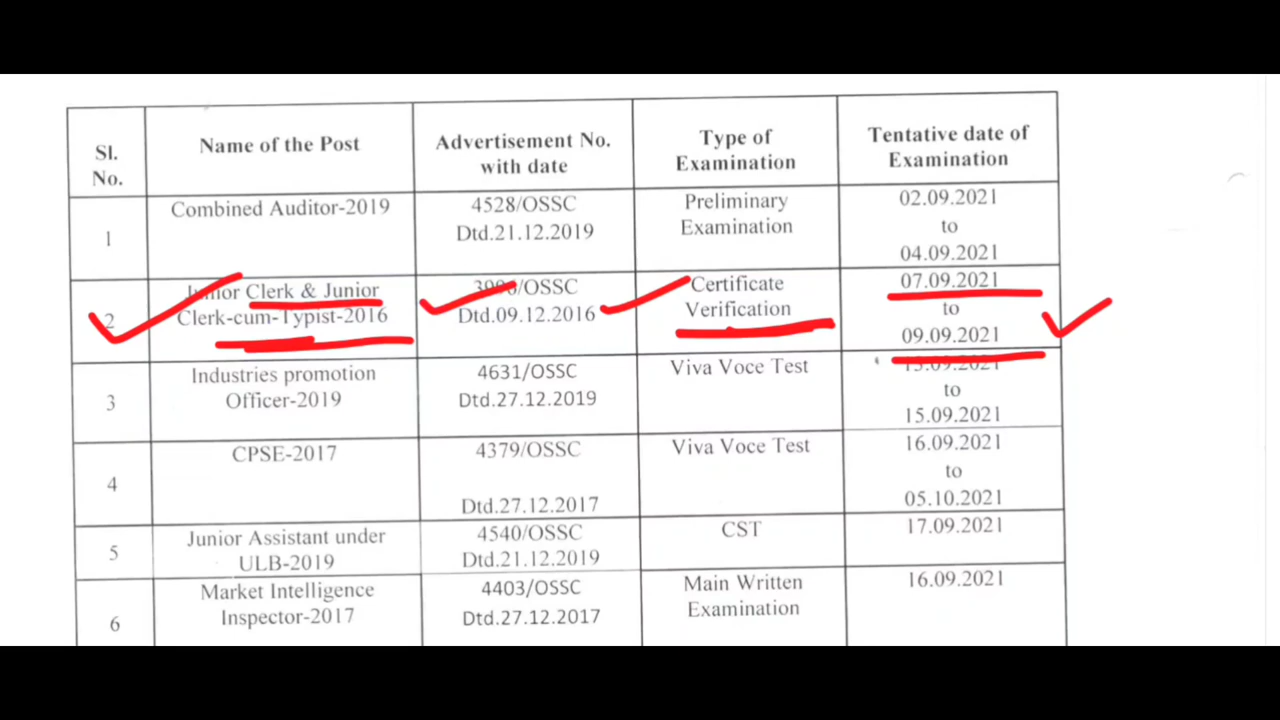 Sl.
No.
Name of the Post
Advertisement No.
with date
Type of
Examination
Tentative date of
Examination
1
Combined Auditor-2019
4528/OSSC
Dtd.21.12.2019
Preliminary
Examination
02.09.2021
to
04.09.2021
2
Junior Clerk & Junior
Clerk-cum-Typist-2016
/OSSC
Dtd.09.12.2016
Certificate
Verification
07.09.2021
to
09.09.2021
3
Industries promotion
Officer-2019
4631/OSSC
Dtd.27.12.2019
Viva Voce Test
13.09.2021
to
15.09.2021
4
CPSE-2017
4379/OSSC
Dtd.27.12.2017
Viva Voce Test
16.09.2021
to
05.10.2021
5
Junior Assistant under
ULB-2019
4540/OSSC
Dtd.21.12.2019
CST
17.09.2021
6
Market Intelligence
Inspector-2017
4403/OSSC
Dtd.27.12.2017
Main Written
Examination
16.09.2021